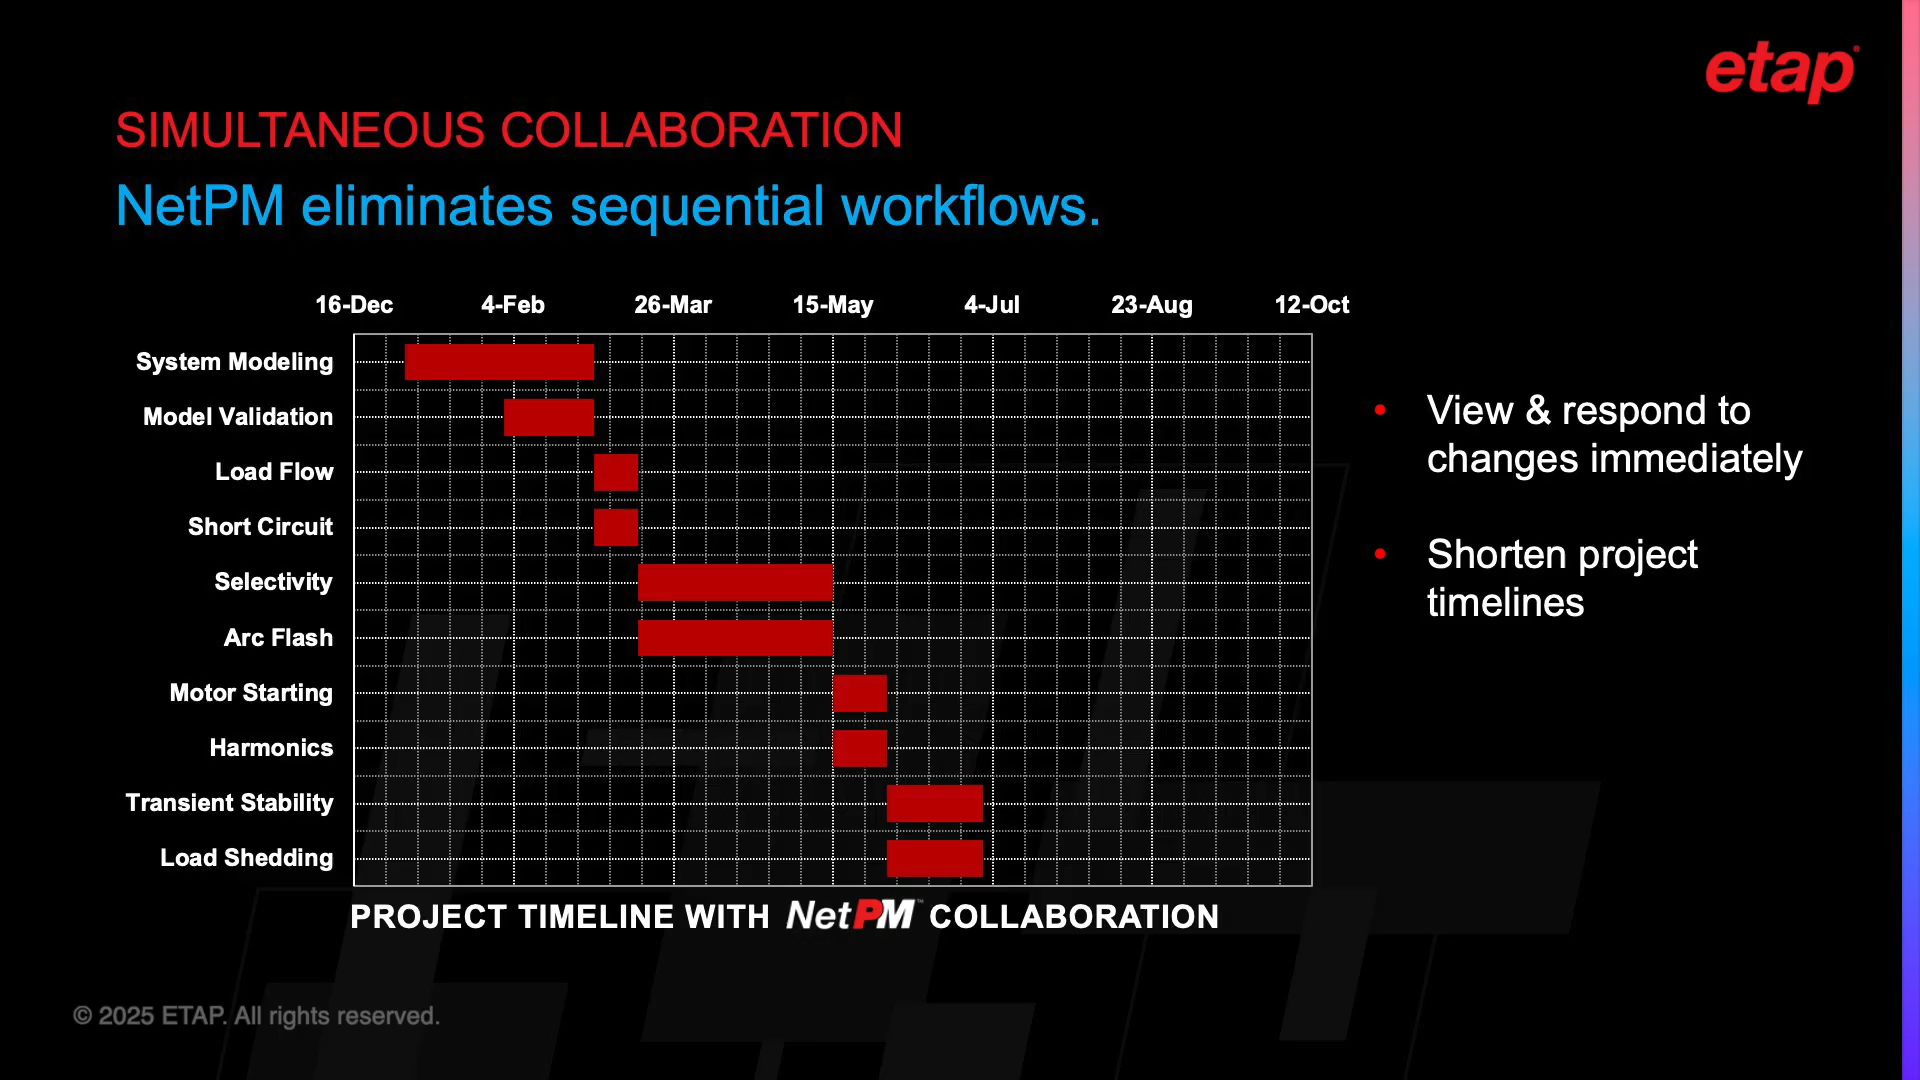 etap
SIMULTANEOUS COLLABORATION
NetPM eliminates sequential workflows.
16-Dec 4-Feb 26-Mar 15-May 4-Jul 23-Aug 12-Oct
System Modeling
Model Validation
Load Flow
Short Circuit
Selectivity
Arc Flash
Motor Starting
Harmonics
Transient Stability
Load Shedding
PROJECT TIMELINE WITH NetPM™ COLLABORATION
• View & respond to
changes immediately
• Shorten project
timelines
© 2025 ETAP. All rights reserved.